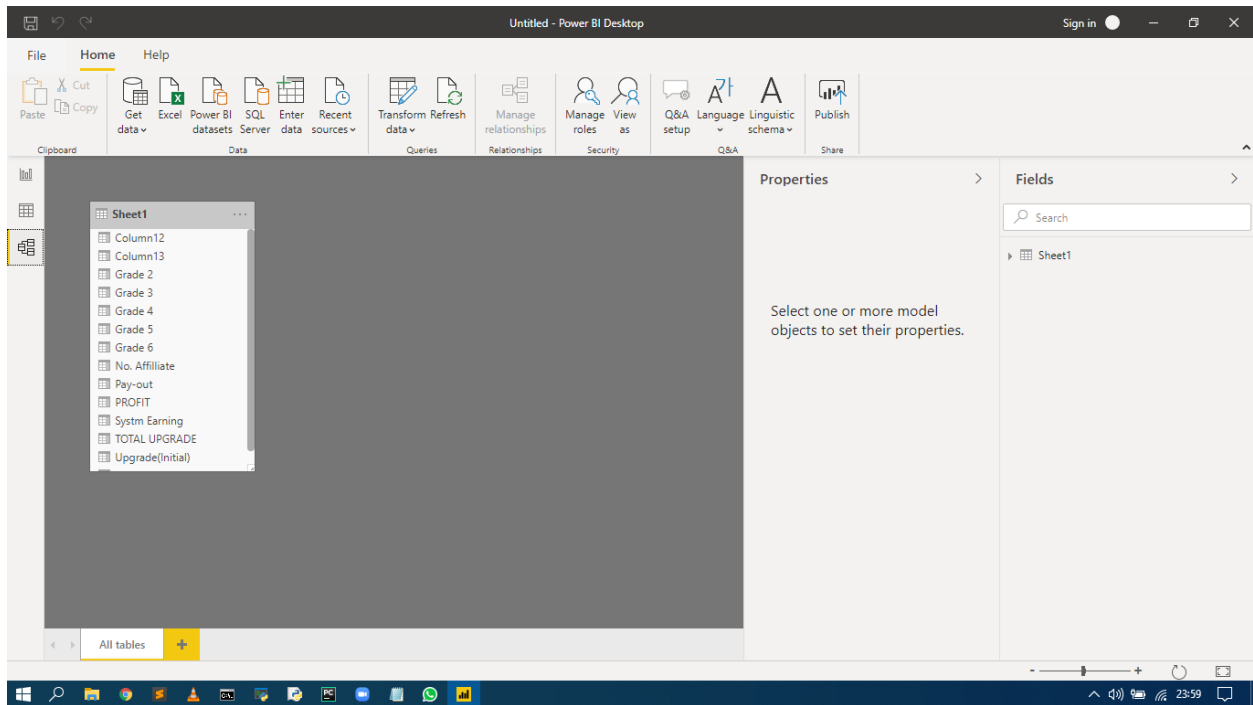 Untitled - Power BI Desktop
Sign in
File Home Help
Paste
Cut
Copy
Clipboard
Get data
Excel
Power BI datasets
SQL Server
Enter data
Recent sources
Data
Transform data
Refresh
Queries
Manage relationships
Relationships
Manage roles
View as
Security
Q&A setup
Language
Linguistic schema
Q&A
Publish
Share
Sheet1
Column12
Column13
Grade 2
Grade 3
Grade 4
Grade 5
Grade 6
No. Affilliate
Pay-out
PROFIT
Systm Earning
TOTAL UPGRADE
Upgrade(Initial)
Properties
Select one or more model
objects to set their properties.
Fields
Search
Sheet1
All tables
23:59